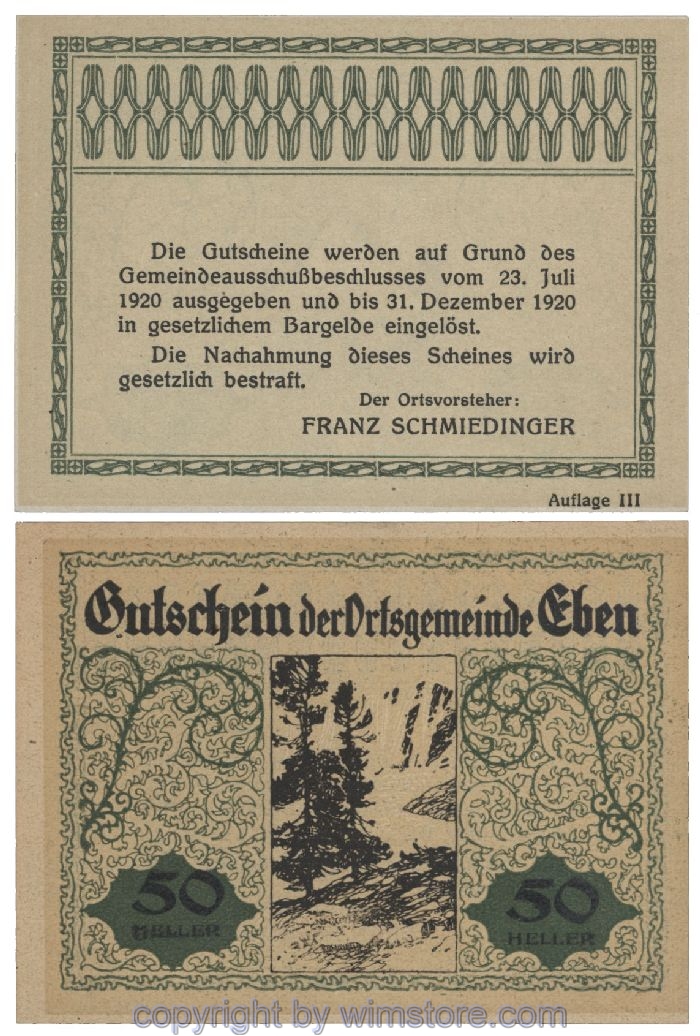 Die Gutscheine werden auf Grund des
Gemeindeausschußbeschlusses vom 23. Juli
1920 ausgegeben und bis 31. Dezember 1920
in gesetzlichem Bargelde eingelöst.
Die Nachahmung dieses Scheines wird
gesetzlich bestraft.
Der Ortsvorsteher:
FRANZ SCHMIEDINGER
Auflage III
Gutschein der Ortsgemeinde Eben
50
HELLER
50
HELLER
copyright by wimstore.com